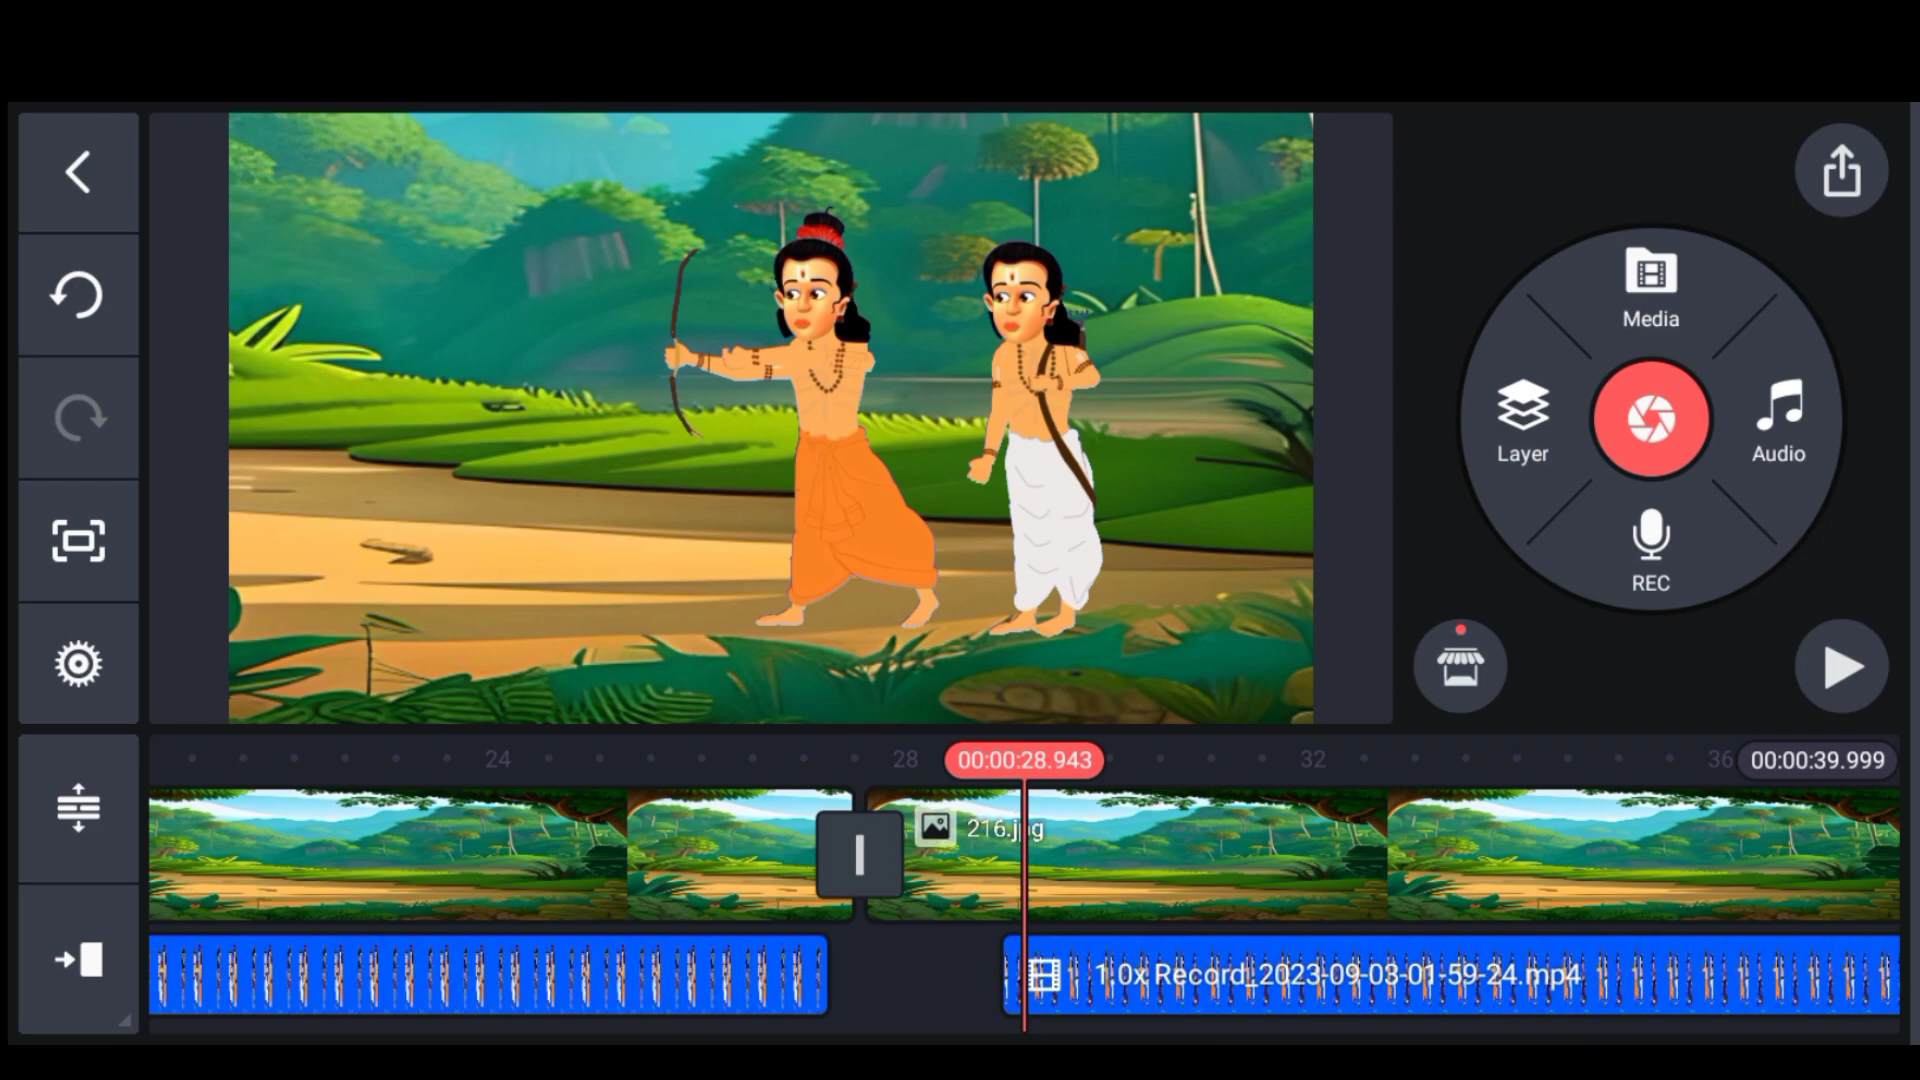 Media
Layer
Audio
REC
24
28
00:00:28.943
32
36
00:00:39.999
216.jpg
1.0x Record_2023-09-03-01-59-24.mp4